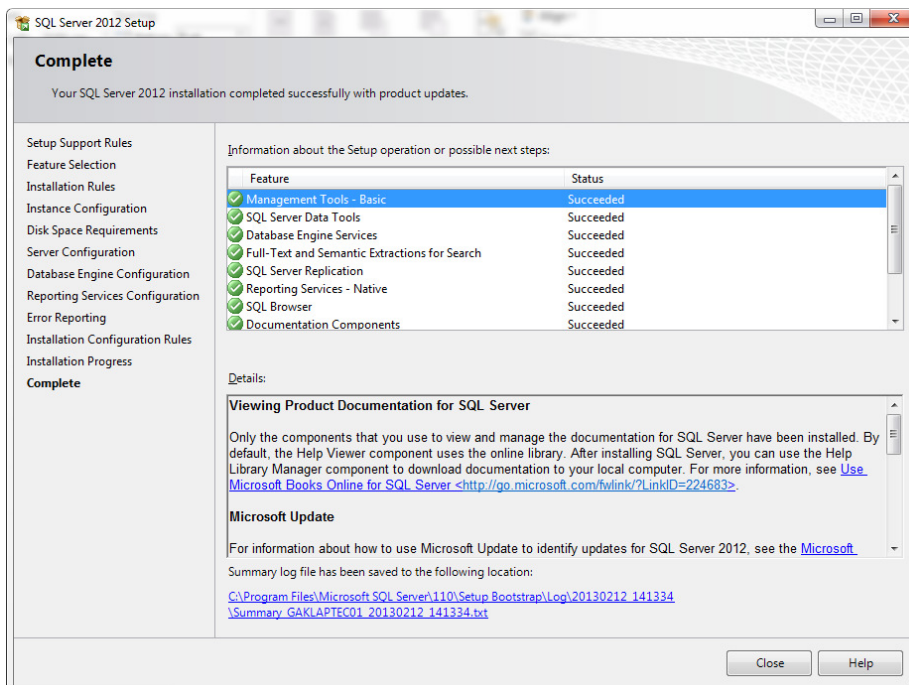 SQL Server 2012 Setup
Complete
Your SQL Server 2012 installation completed successfully with product updates.
Setup Support Rules
Feature Selection
Installation Rules
Instance Configuration
Disk Space Requirements
Server Configuration
Database Engine Configuration
Reporting Services Configuration
Error Reporting
Installation Configuration Rules
Installation Progress
Complete
Information about the Setup operation or possible next steps:
Feature Status
Management Tools - Basic Succeeded
SQL Server Data Tools Succeeded
Database Engine Services Succeeded
Full-Text and Semantic Extractions for Search Succeeded
SQL Server Replication Succeeded
Reporting Services - Native Succeeded
SQL Browser Succeeded
Documentation Components Succeeded
Details:
Viewing Product Documentation for SQL Server
Only the components that you use to view and manage the documentation for SQL Server have been installed. By
default, the Help Viewer component uses the online library. After installing SQL Server, you can use the Help
Library Manager component to download documentation to your local computer. For more information, see Use
Microsoft Books Online for SQL Server <http://go.microsoft.com/fwlink/?LinkID=224683>.
Microsoft Update
For information about how to use Microsoft Update to identify updates for SQL Server 2012, see the Microsoft
Summary log file has been saved to the following location:
C:\Program Files\Microsoft SQL Server\110\Setup Bootstrap\Log\20130212_141334
\Summary_GAKLAPTEC01_20130212_141334.txt
Close Help